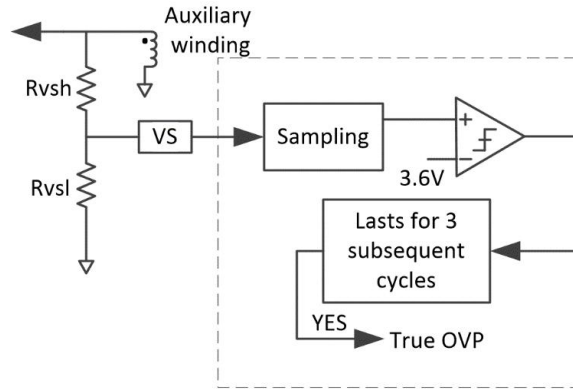 Auxiliary
winding
Rvsh
VS
Sampling
+
−
3.6V
Rvsl
Lasts for 3
subsequent
cycles
YES
True OVP